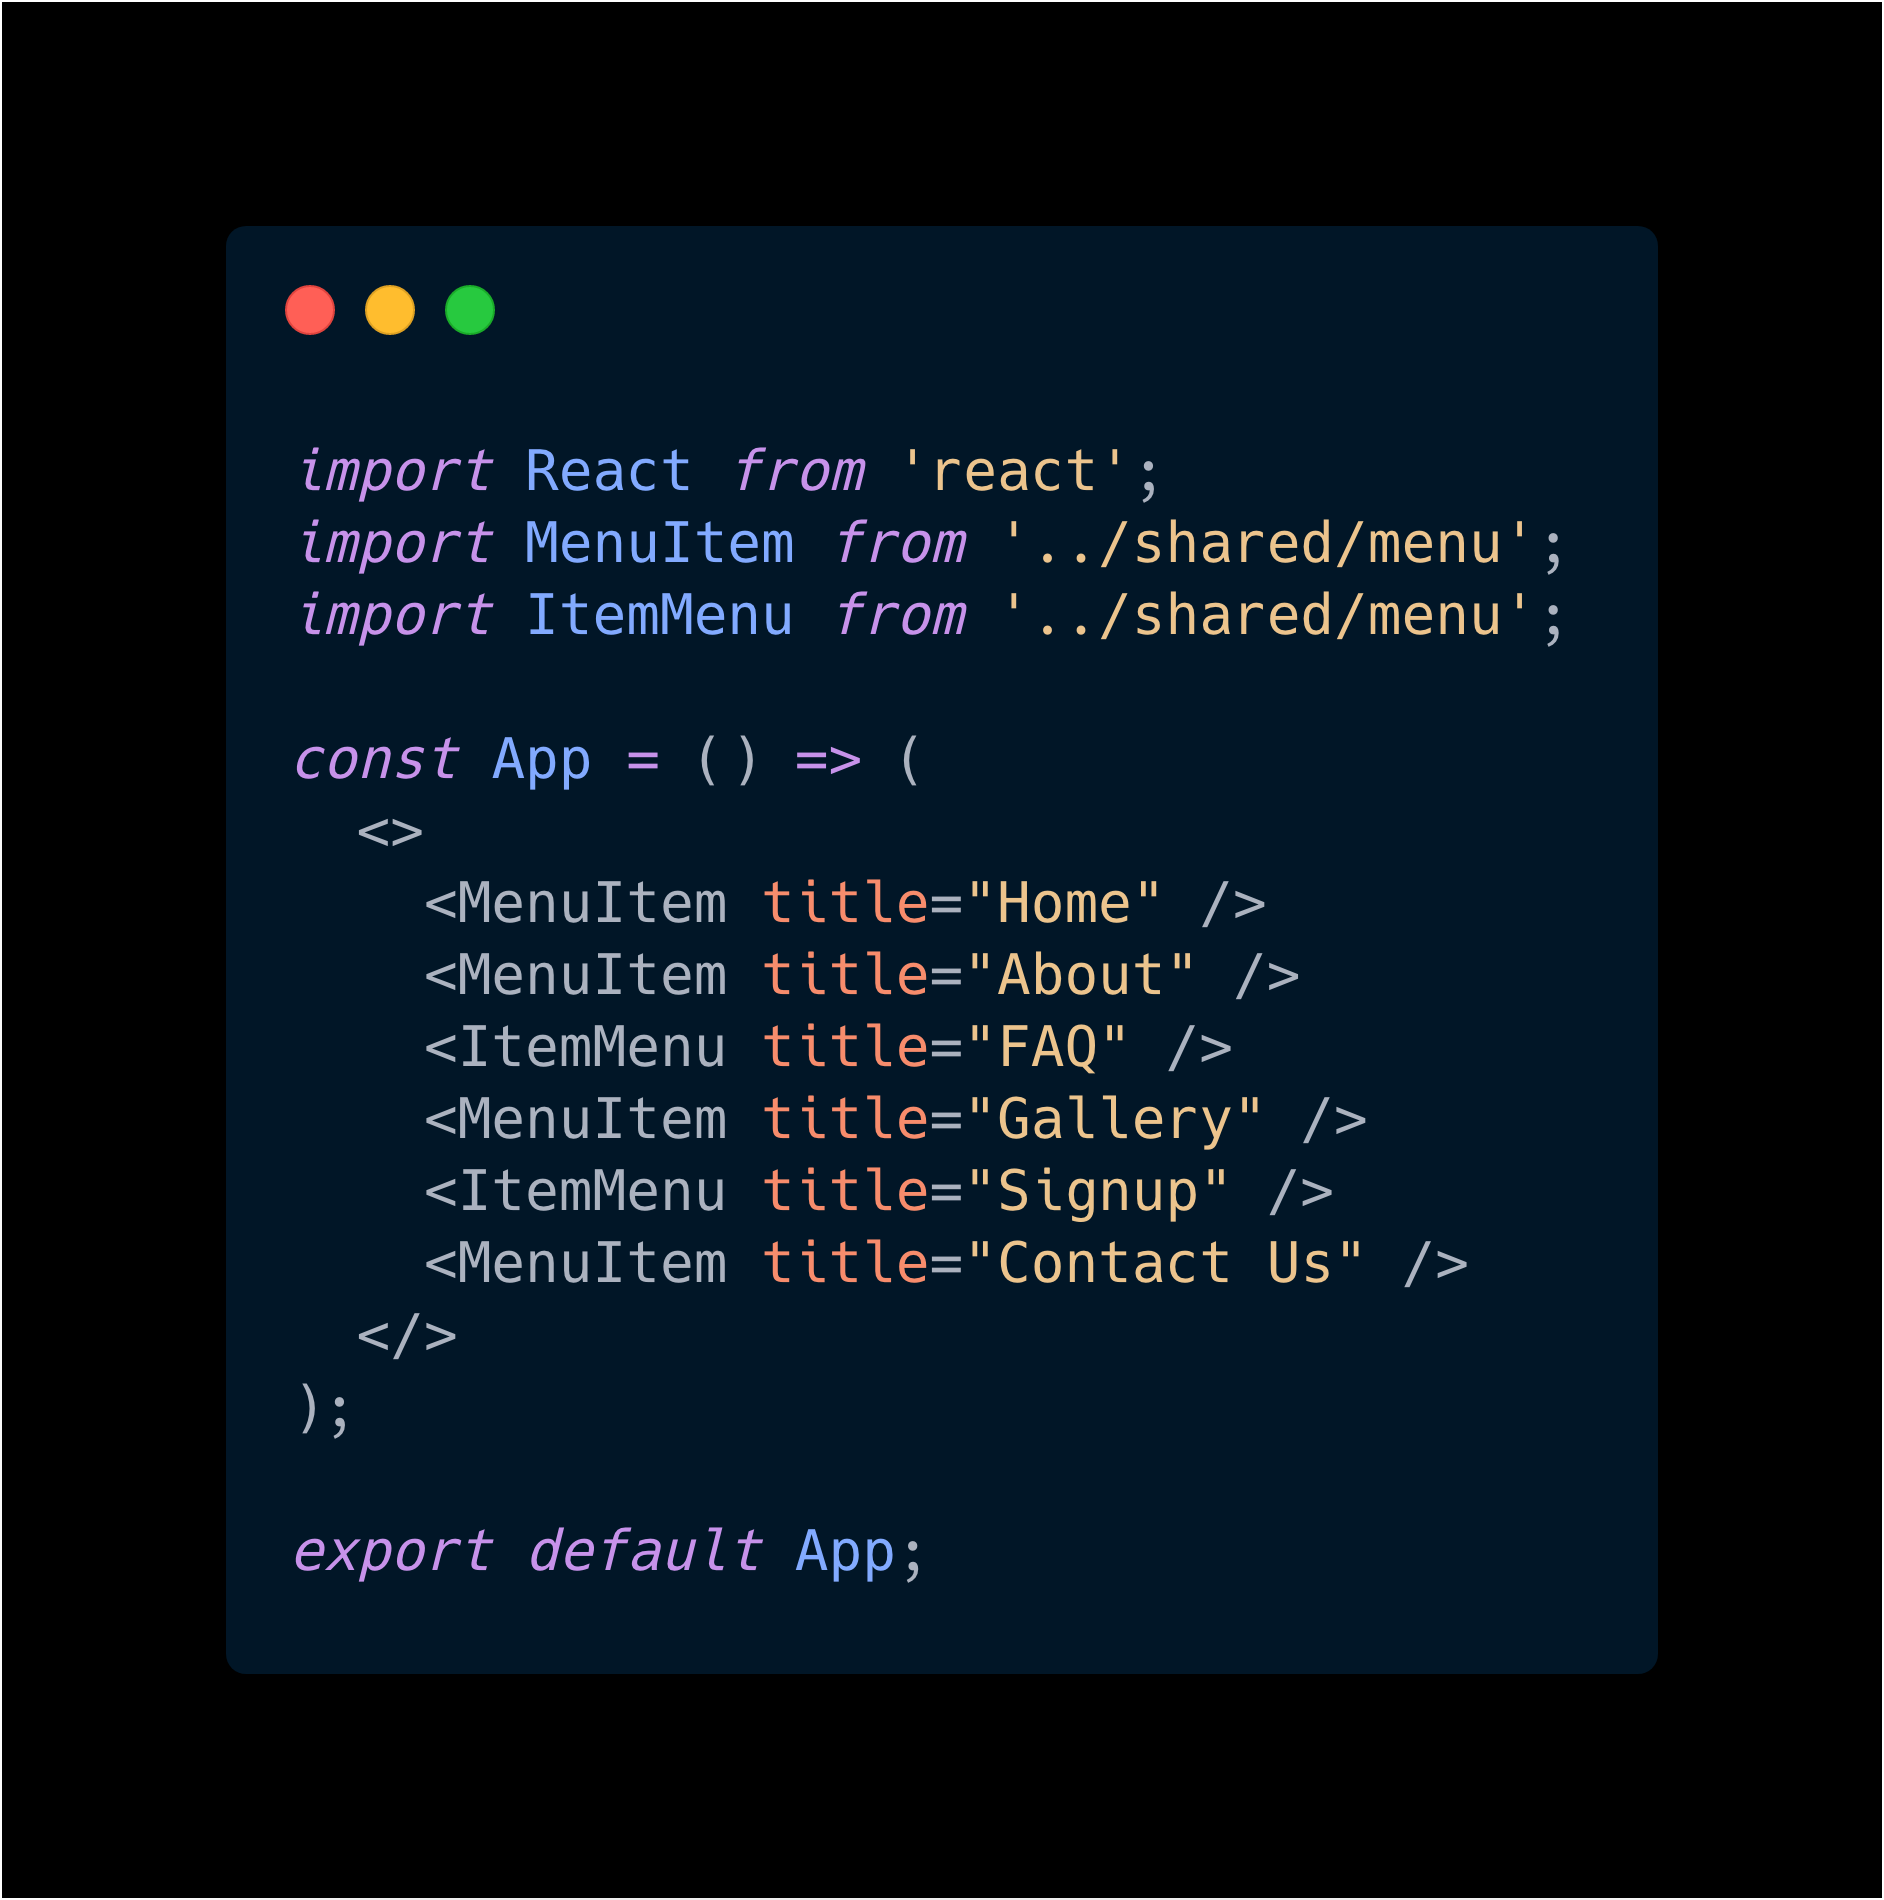 import React from 'react';
import MenuItem from '../shared/menu';
import ItemMenu from '../shared/menu';

const App = () => (
  <>
    <MenuItem title="Home" />
    <MenuItem title="About" />
    <ItemMenu title="FAQ" />
    <MenuItem title="Gallery" />
    <ItemMenu title="Signup" />
    <MenuItem title="Contact Us" />
  </>
);

export default App;